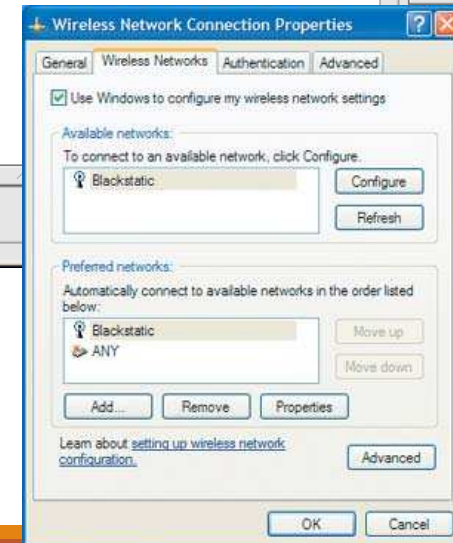 Wireless Network Connection Properties
General Wireless Networks Authentication Advanced
Use Windows to configure my wireless network settings
Available networks:
To connect to an available network, click Configure.
Blackstatic
Configure
Refresh
Preferred networks:
Automatically connect to available networks in the order listed
below:
Blackstatic
ANY
Move up
Move down
Add... Remove Properties
Learn about setting up wireless network
configuration.
Advanced
OK Cancel